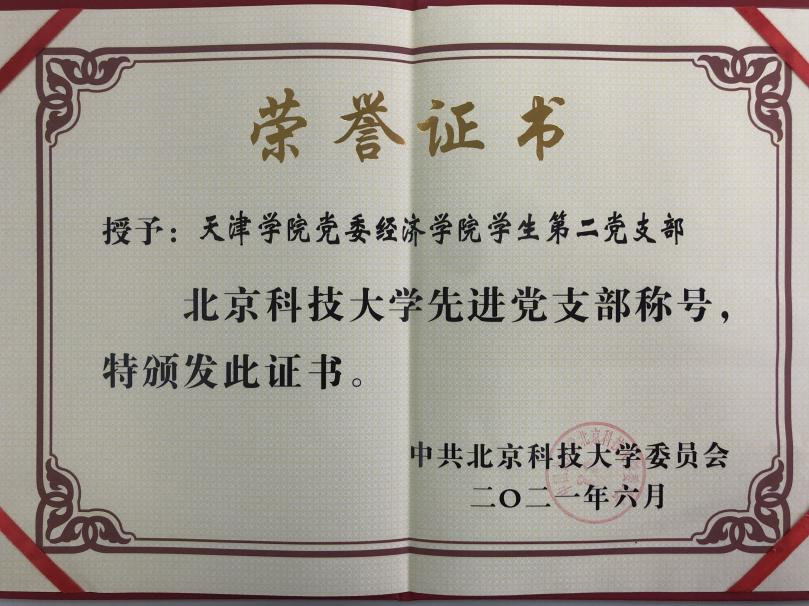 荣誉证书
授予：天津学院党委经济学院学生第二党支部
北京科技大学先进党支部称号，
特颁发此证书。
中共北京科技大学委员会
二〇二一年六月